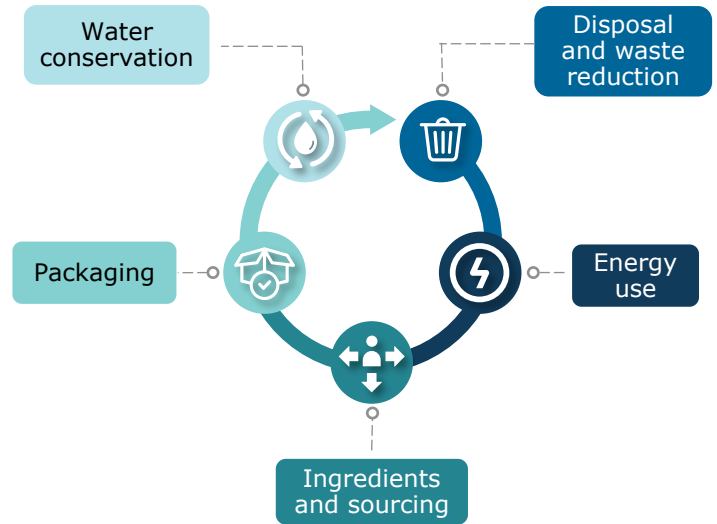 Water
conservation
Disposal
and waste
reduction
Packaging
Energy
use
Ingredients
and sourcing